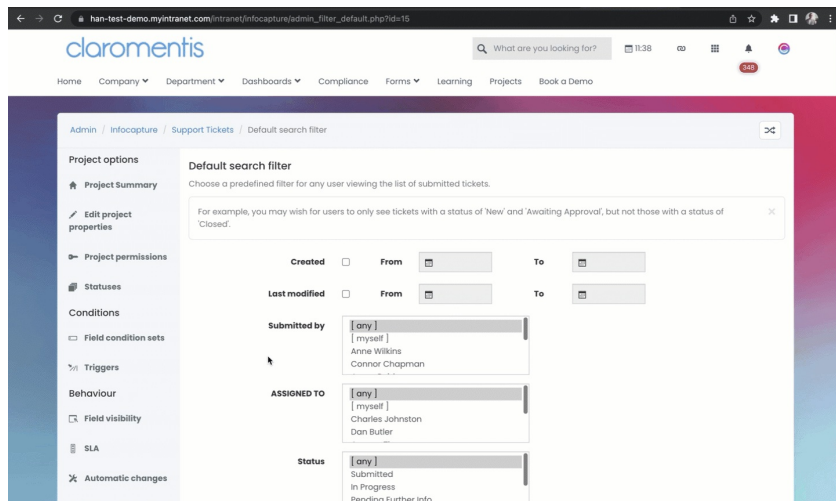 han-test-demo.myintranet.com/intranet/infocapture/admin_filter_default.php?id=15
claromentis
What are you looking for?
11:38
348
Home Company Department Dashboards Compliance Forms Learning Projects Book a Demo
Admin / Infocapture / Support Tickets / Default search filter
Project options
Project Summary
Edit project
properties
Project permissions
Statuses
Conditions
Field condition sets
Triggers
Behaviour
Field visibility
SLA
Automatic changes
Default search filter
Choose a predefined filter for any user viewing the list of submitted tickets.
For example, you may wish for users to only see tickets with a status of 'New' and 'Awaiting Approval', but not those with a status of
'Closed'.
Created From To
Last modified From To
Submitted by
[ any ]
[ myself ]
Anne Wilkins
Connor Chapman
ASSIGNED TO
[ any ]
[ myself ]
Charles Johnston
Dan Butler
Status
[ any ]
Submitted
In Progress
Pending Further Info